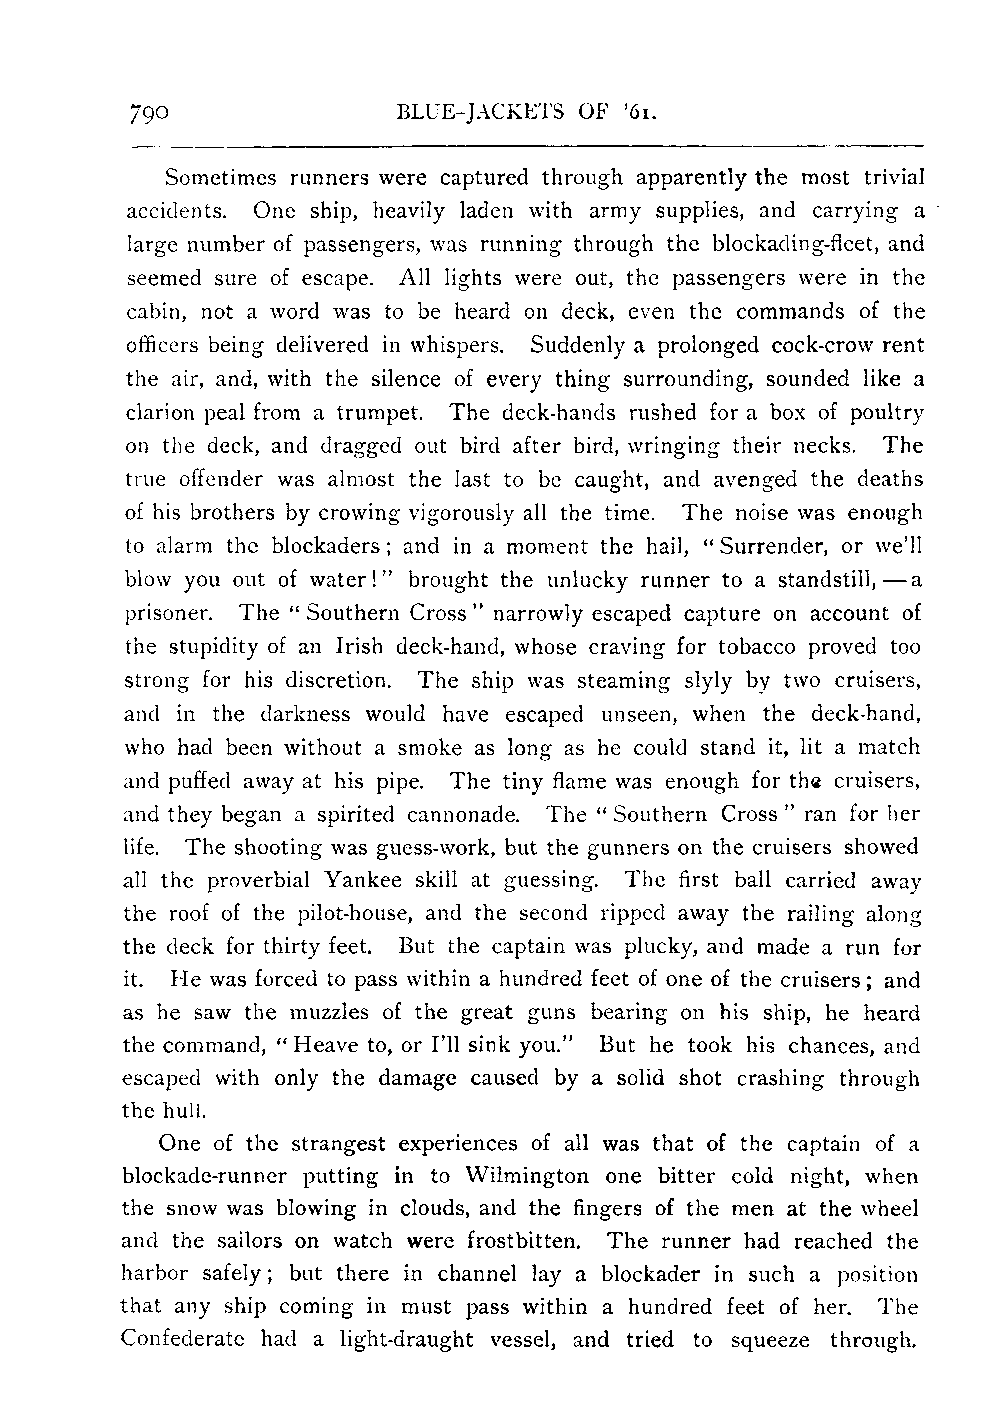 790 BLUE-JACKETS OF '61.
Sometimes runners were captured through apparently the most trivial
accidents. One ship, heavily laden with army supplies, and carrying a
large number of passengers, was running through the blockading-fleet, and
seemed sure of escape. All lights were out, the passengers were in the
cabin, not a word was to be heard on deck, even the commands of the
officers being delivered in whispers. Suddenly a prolonged cock-crow rent
the air, and, with the silence of every thing surrounding, sounded like a
clarion peal from a trumpet. The deck-hands rushed for a box of poultry
on the deck, and dragged out bird after bird, wringing their necks. The
true offender was almost the last to be caught, and avenged the deaths
of his brothers by crowing vigorously all the time. The noise was enough
to alarm the blockaders; and in a moment the hail, "Surrender, or we'll
blow you out of water!" brought the unlucky runner to a standstill,—a
prisoner. The "Southern Cross" narrowly escaped capture on account of
the stupidity of an Irish deck-hand, whose craving for tobacco proved too
strong for his discretion. The ship was steaming slyly by two cruisers,
and in the darkness would have escaped unseen, when the deck-hand,
who had been without a smoke as long as he could stand it, lit a match
and puffed away at his pipe. The tiny flame was enough for the cruisers,
and they began a spirited cannonade. The "Southern Cross" ran for her
life. The shooting was guess-work, but the gunners on the cruisers showed
all the proverbial Yankee skill at guessing. The first ball carried away
the roof of the pilot-house, and the second ripped away the railing along
the deck for thirty feet. But the captain was plucky, and made a run for
it. He was forced to pass within a hundred feet of one of the cruisers; and
as he saw the muzzles of the great guns bearing on his ship, he heard
the command, "Heave to, or I'll sink you." But he took his chances, and
escaped with only the damage caused by a solid shot crashing through
the hull.
One of the strangest experiences of all was that of the captain of a
blockade-runner putting in to Wilmington one bitter cold night, when
the snow was blowing in clouds, and the fingers of the men at the wheel
and the sailors on watch were frostbitten. The runner had reached the
harbor safely; but there in channel lay a blockader in such a position
that any ship coming in must pass within a hundred feet of her. The
Confederate had a light-draught vessel, and tried to squeeze through.